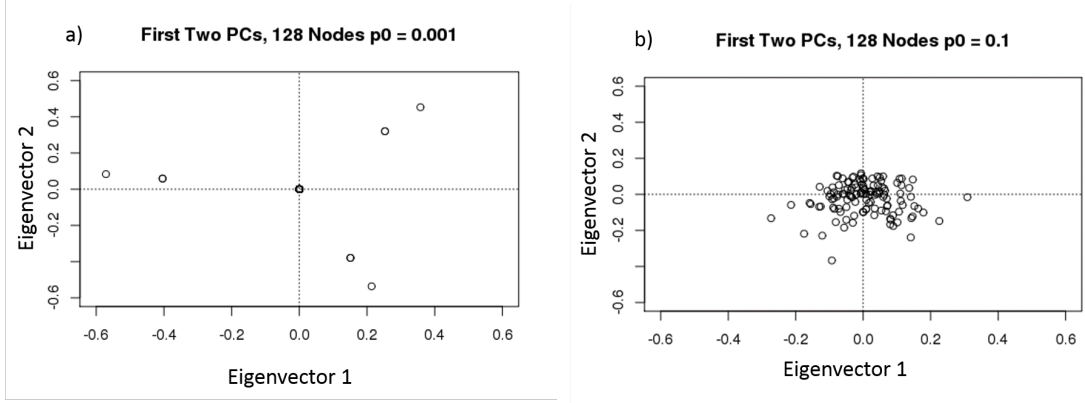 a)
First Two PCs, 128 Nodes p0 = 0.001
Eigenvector 2
0.6
0.4
0.2
0.0
-0.2
-0.6
-0.6 -0.4 -0.2 0.0 0.2 0.4 0.6
Eigenvector 1
b)
First Two PCs, 128 Nodes p0 = 0.1
Eigenvector 2
0.6
0.4
0.2
0.0
-0.2
-0.6
-0.6 -0.4 -0.2 0.0 0.2 0.4 0.6
Eigenvector 1